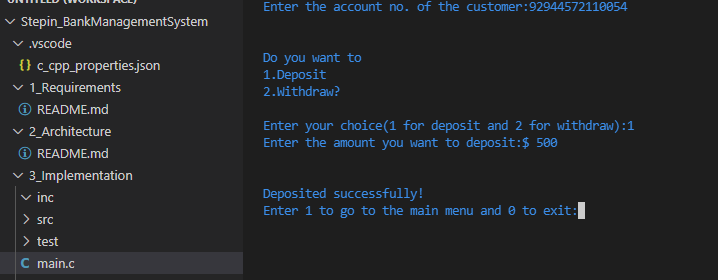 UNTITLED (WORKSPACE)
Stepin_BankManagementSystem
.vscode
{} c_cpp_properties.json
1_Requirements
README.md
2_Architecture
README.md
3_Implementation
inc
src
test
C main.c
Enter the account no. of the customer:92944572110054
Do you want to
1.Deposit
2.Withdraw?
Enter your choice(1 for deposit and 2 for withdraw):1
Enter the amount you want to deposit:$ 500
Deposited successfully!
Enter 1 to go to the main menu and 0 to exit: